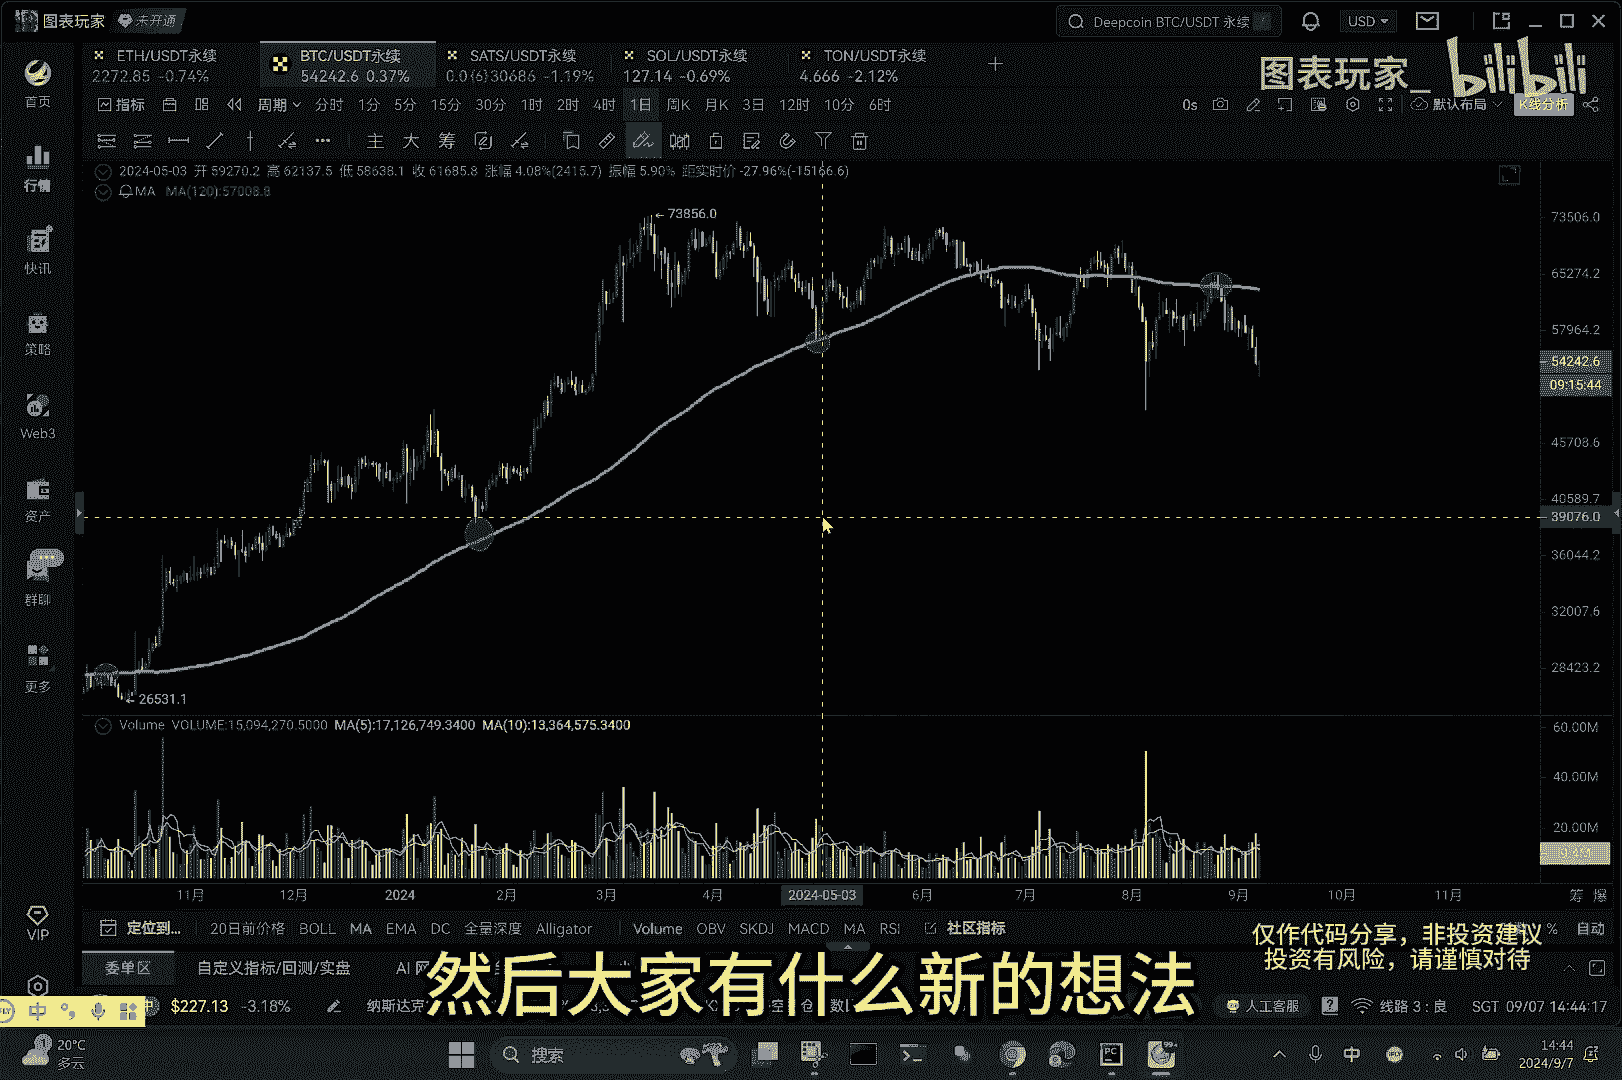 图表玩家 未开通
Deepcoin BTC/USDT 永续
USD
ETH/USDT永续
2272.85 -0.74%
BTC/USDT永续
54242.6 0.37%
SATS/USDT永续
0.0{6}30686 -1.19%
SOL/USDT永续
127.14 -0.69%
TON/USDT永续
4.666 -2.12%
图表玩家_ bilibili
首页
指标 周期 分时 1分 5分 15分 30分 1时 2时 4时 1日 周K 月K 3日 12时 10分 6时
0s 默认布局 K线分析
主 大 筹
2024-05-03 开 59270.2 高 62137.5 低 58638.1 收 61685.8 涨幅 4.08%(2415.7) 振幅 5.90% 距实时价 -27.96%(-15166.6)
MA MA(120):57008.8
行情
快讯
策略
Web3
资产
群聊
更多
VIP
←73856.0
←26531.1
73506.0
65274.2
57964.2
54242.6
09:15:44
45708.6
40589.7
39076.0
36044.2
32007.6
28423.2
Volume VOLUME:15,094,270.5000 MA(5):17,126,749.3400 MA(10):13,364,575.3400
60.00M
40.00M
20.00M
11月 12月 2024 2月 3月 4月 2024-05-03 6月 7月 8月 9月 10月 11月 筹 爆
定位到... 20日前价格 BOLL MA EMA DC 全量深度 Alligator Volume OBV SKDJ MACD MA RSI 社区指标
% 自动
仅作代码分享，非投资建议
投资有风险，请谨慎对待
委单区 自定义指标/回测/实盘 AI
然后大家有什么新的想法
中 $227.13 -3.18% 纳斯达克
人工客服 线路3：良 SGT 09/07 14:44:17
20°C
多云
搜索
中
14:44
2024/9/7